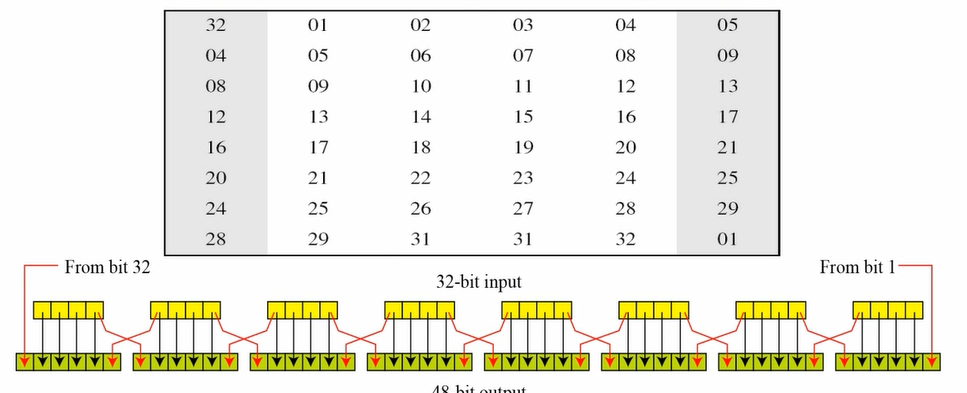 32 01 02 03 04 05
04 05 06 07 08 09
08 09 10 11 12 13
12 13 14 15 16 17
16 17 18 19 20 21
20 21 22 23 24 25
24 25 26 27 28 29
28 29 31 31 32 01
From bit 32
From bit 1
32-bit input
48-bit output